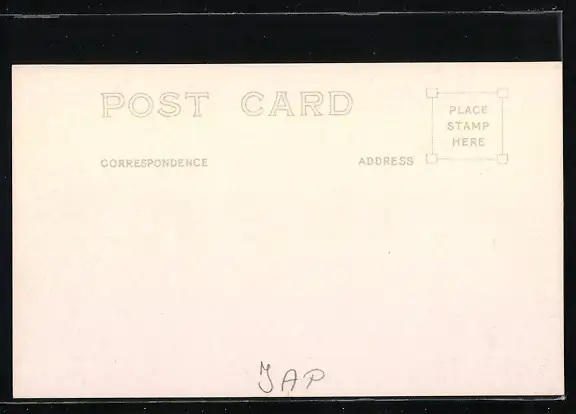 POST CARD
PLACE
STAMP
HERE
CORRESPONDENCE
ADDRESS
JAP